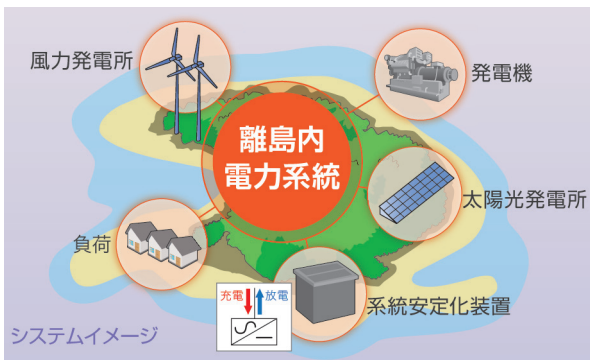 風力発電所
発電機
離島内
電力系統
太陽光発電所
負荷
充電
放電
系統安定化装置
システムイメージ